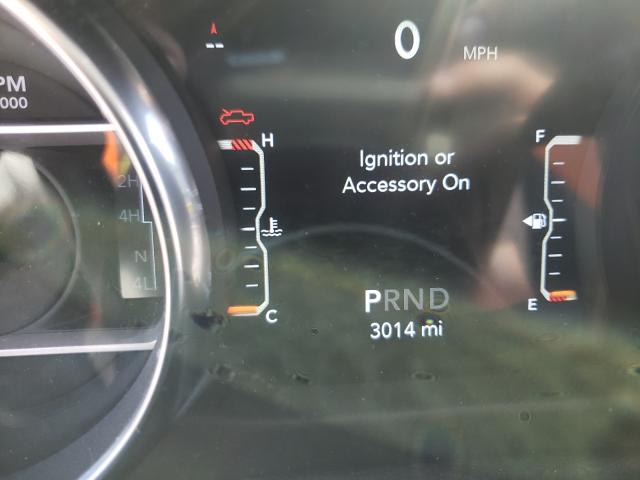 0
MPH
PM
000
H
F
Ignition or
Accessory On
2H
4H
N
4L
C
E
PRND
3014 mi